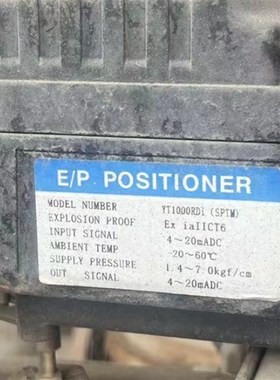 E/P POSITIONER
MODEL NUMBER YT1000RD1 (SPTM)
EXPLOSION PROOF Ex iaIICT6
INPUT SIGNAL 4~20mADC
AMBIENT TEMP -20~60℃
SUPPLY PRESSURE 1.4~7.0kgf/cm
OUT SIGNAL 4~20mADC